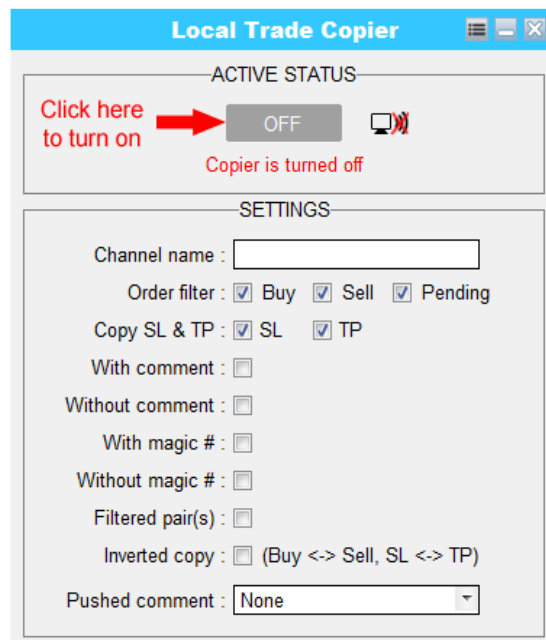 Local Trade Copier
ACTIVE STATUS
Click here
to turn on
OFF
Copier is turned off
SETTINGS
Channel name :
Order filter : Buy Sell Pending
Copy SL & TP : SL TP
With comment :
Without comment :
With magic # :
Without magic # :
Filtered pair(s) :
Inverted copy : (Buy <-> Sell, SL <-> TP)
Pushed comment : None